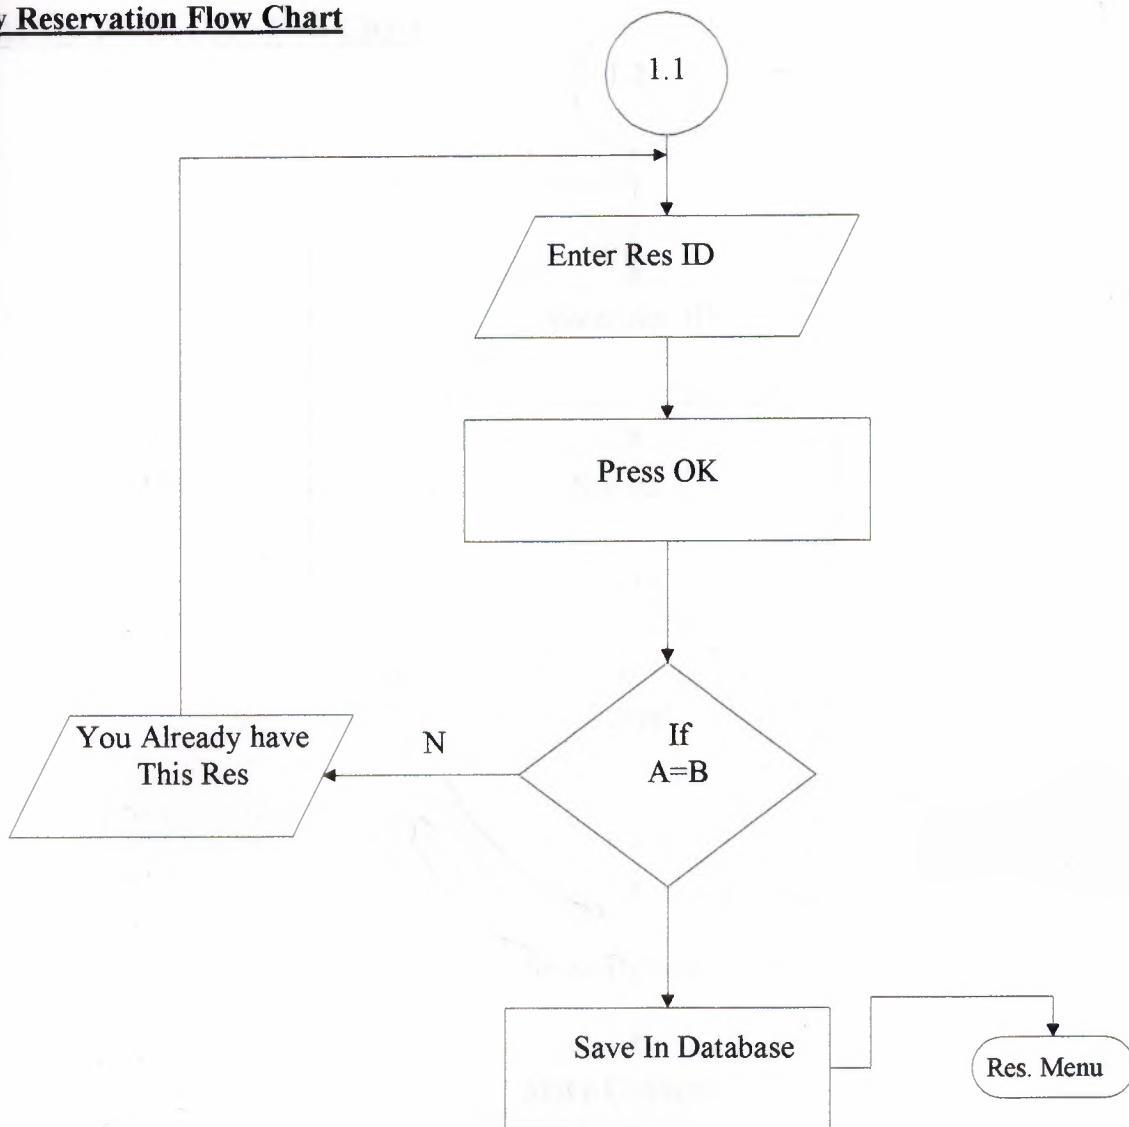 Reservation Flow Chart
1.1
Enter Res ID
Press OK
If
A=B
N
You Already have
This Res
Save In Database
Res. Menu